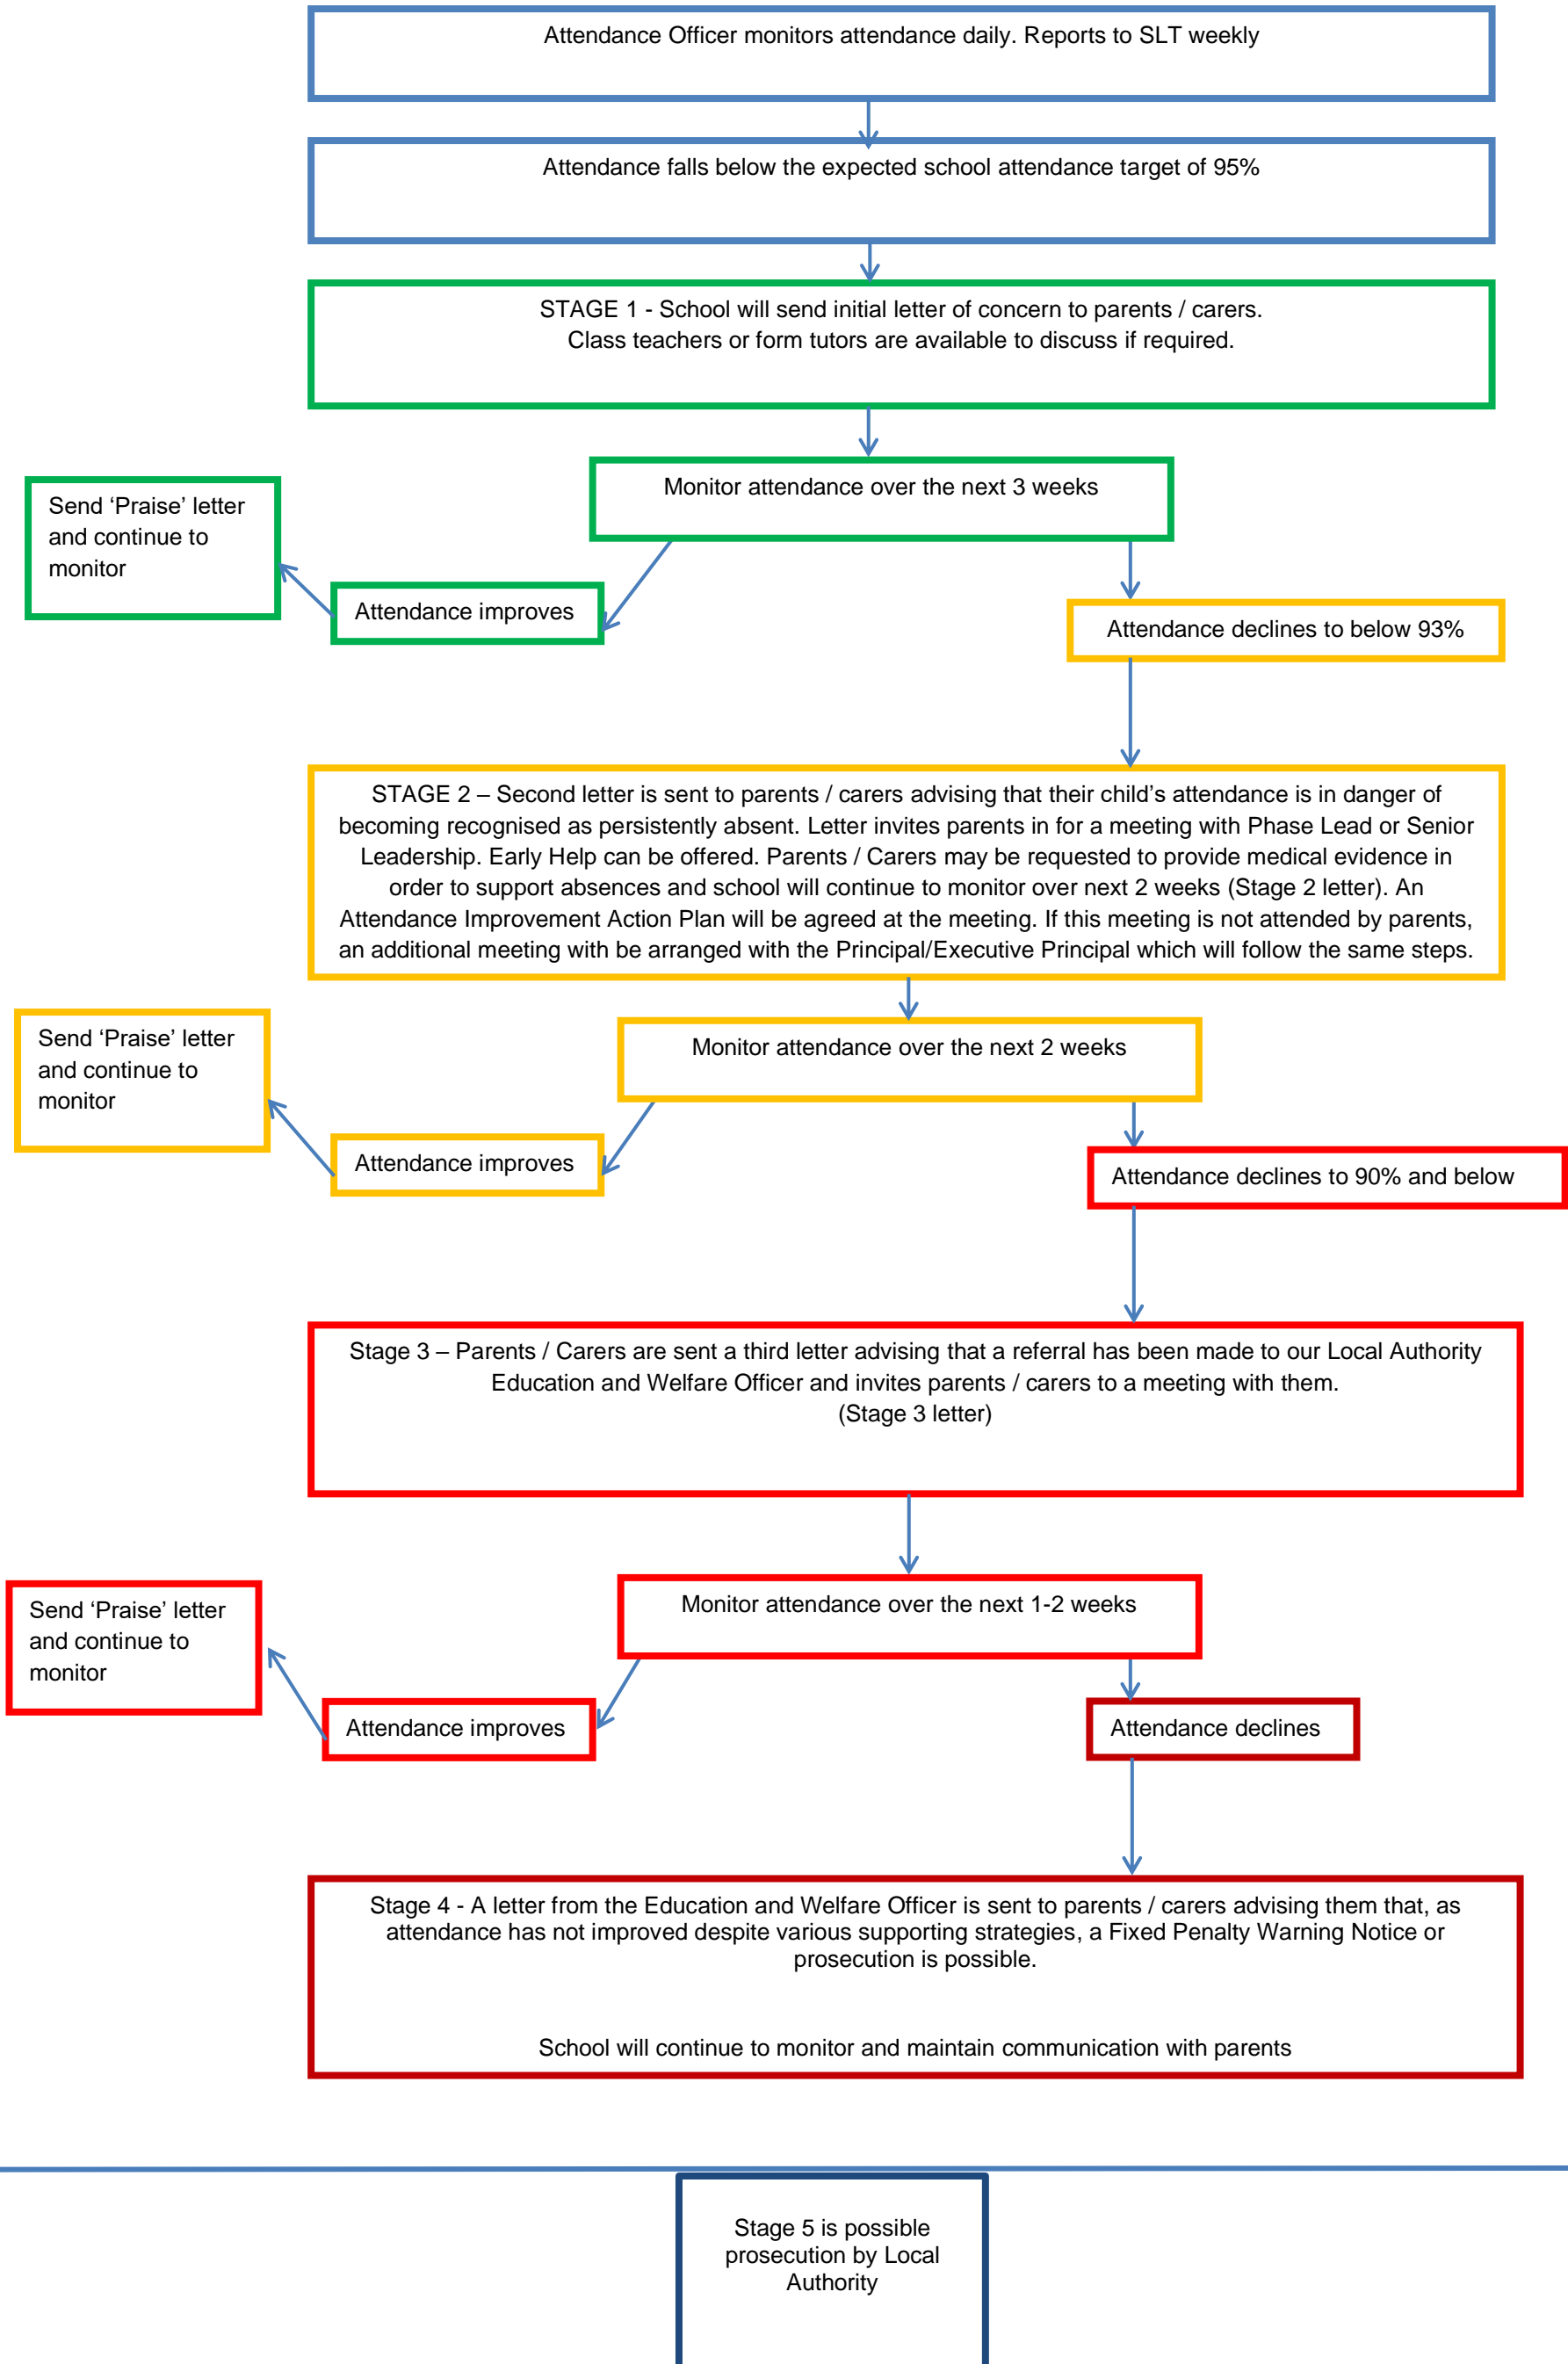 Attendance Officer monitors attendance daily. Reports to SLT weekly
Attendance falls below the expected school attendance target of 95%
STAGE 1 - School will send initial letter of concern to parents / carers.
Class teachers or form tutors are available to discuss if required.
Monitor attendance over the next 3 weeks
Send ‘Praise’ letter
and continue to
monitor
Attendance improves
Attendance declines to below 93%
STAGE 2 – Second letter is sent to parents / carers advising that their child’s attendance is in danger of
becoming recognised as persistently absent. Letter invites parents in for a meeting with Phase Lead or Senior
Leadership. Early Help can be offered. Parents / Carers may be requested to provide medical evidence in
order to support absences and school will continue to monitor over next 2 weeks (Stage 2 letter). An
Attendance Improvement Action Plan will be agreed at the meeting. If this meeting is not attended by parents,
an additional meeting with be arranged with the Principal/Executive Principal which will follow the same steps.
Send ‘Praise’ letter
and continue to
monitor
Monitor attendance over the next 2 weeks
Attendance improves
Attendance declines to 90% and below
Stage 3 – Parents / Carers are sent a third letter advising that a referral has been made to our Local Authority
Education and Welfare Officer and invites parents / carers to a meeting with them.
(Stage 3 letter)
Send ‘Praise’ letter
and continue to
monitor
Monitor attendance over the next 1-2 weeks
Attendance improves
Attendance declines
Stage 4 - A letter from the Education and Welfare Officer is sent to parents / carers advising them that, as
attendance has not improved despite various supporting strategies, a Fixed Penalty Warning Notice or
prosecution is possible.
School will continue to monitor and maintain communication with parents
Stage 5 is possible
prosecution by Local
Authority